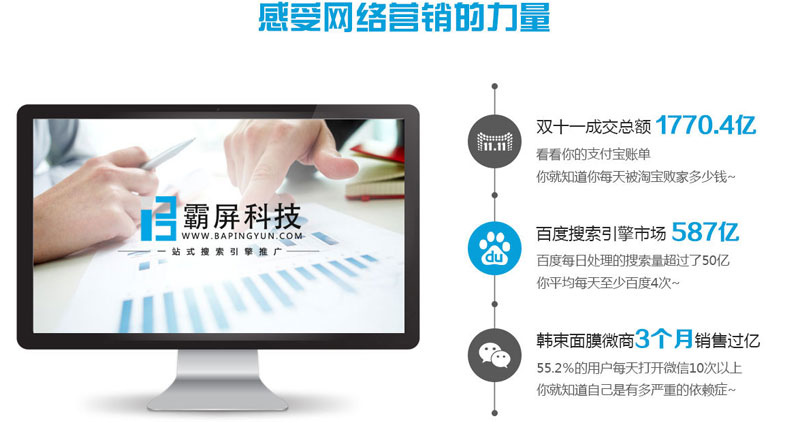 感受网络营销的力量
霸屏科技
WWW.BAPINGYUN.COM
一站式搜索引擎推广
11.11
双十一成交总额 1770.4亿
看看你的支付宝账单
你就知道你每天被淘宝败家多少钱~
du
百度搜索引擎市场 587亿
百度每日处理的搜索量超过了50亿
你平均每天至少百度4次~
韩束面膜微商3个月销售过亿
55.2%的用户每天打开微信10次以上
你就知道自己是有多严重的依赖症~